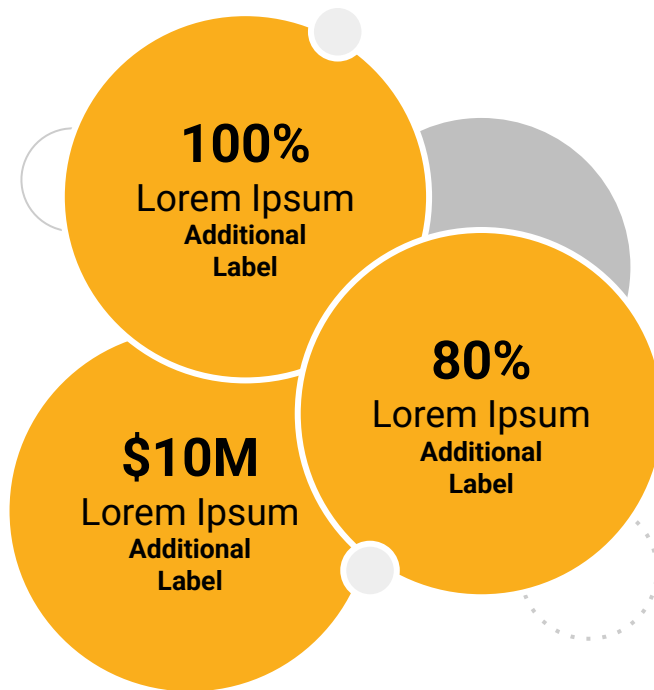 100%
Lorem Ipsum
Additional
Label
80%
Lorem Ipsum
Additional
Label
$10M
Lorem Ipsum
Additional
Label